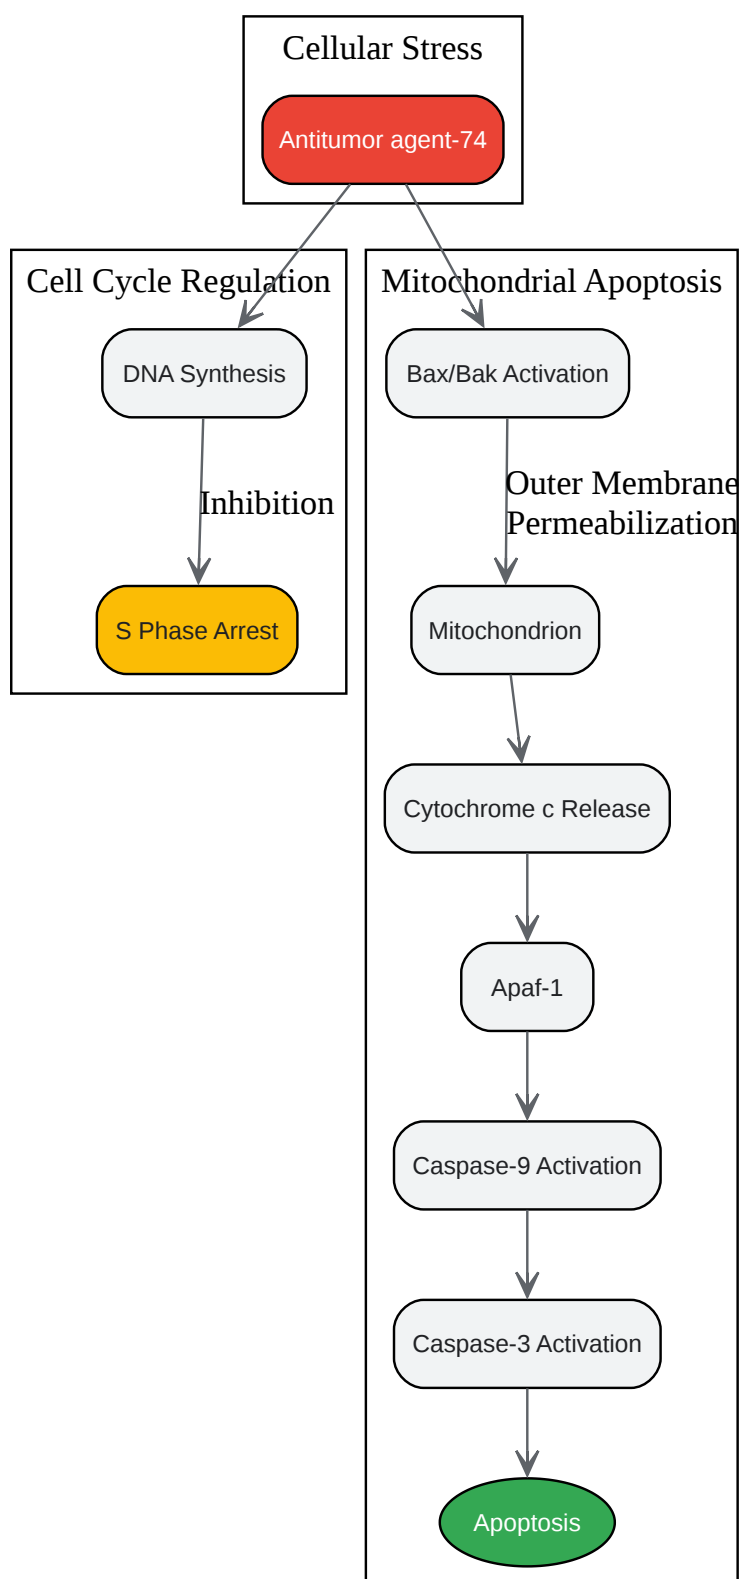 Cellular Stress
Antitumor agent-74
Cell Cycle Regulation
DNA Synthesis
Inhibition
S Phase Arrest
Mitochondrial Apoptosis
Bax/Bak Activation
Outer Membrane
Permeabilization
Mitochondrion
Cytochrome c Release
Apaf-1
Caspase-9 Activation
Caspase-3 Activation
Apoptosis